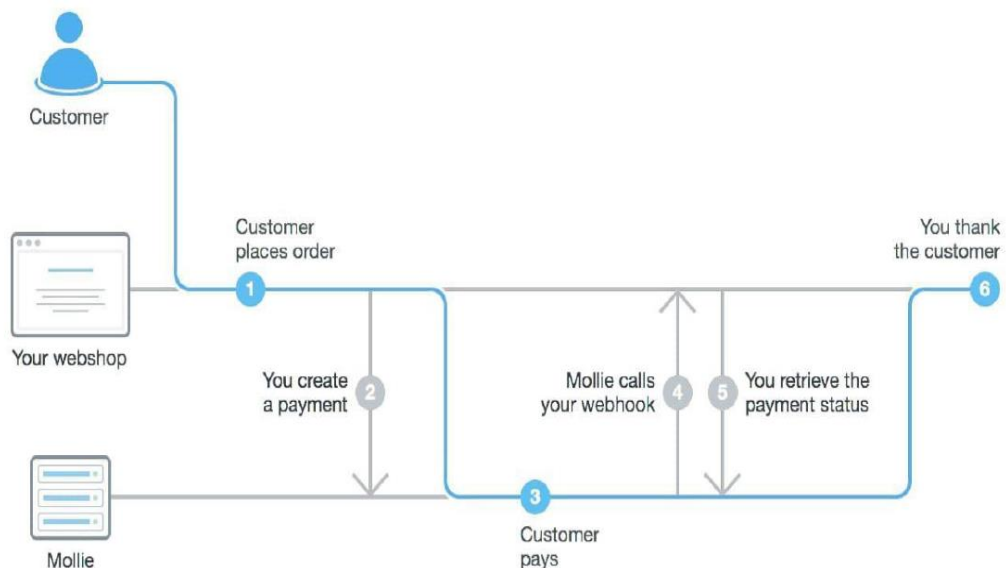 Customer
Customer
places order
1
You thank
the customer
6
Your webshop
You create
a payment
2
Mollie calls
your webhook
4
5
You retrieve the
payment status
3
Customer
pays
Mollie